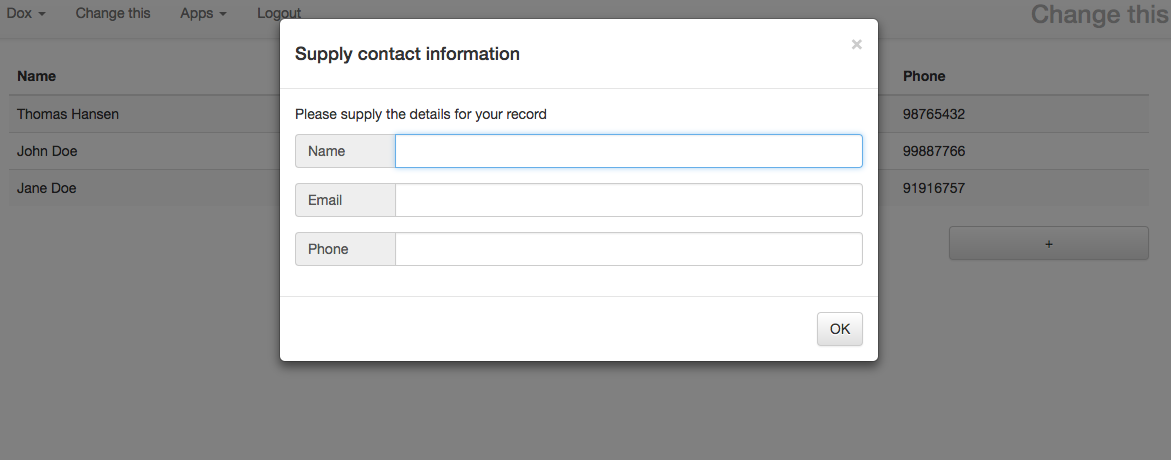 Dox Change this Apps Logout Change this
Supply contact information ×
Name Phone
Please supply the details for your record
Thomas Hansen 98765432
Name
John Doe 99887766
Jane Doe 91916757
Email
Phone
+
OK